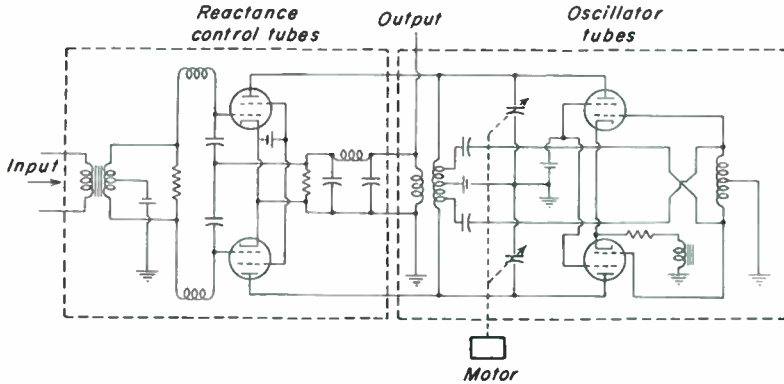 Reactance
control tubes
Output
Oscillator
tubes
Input
Motor